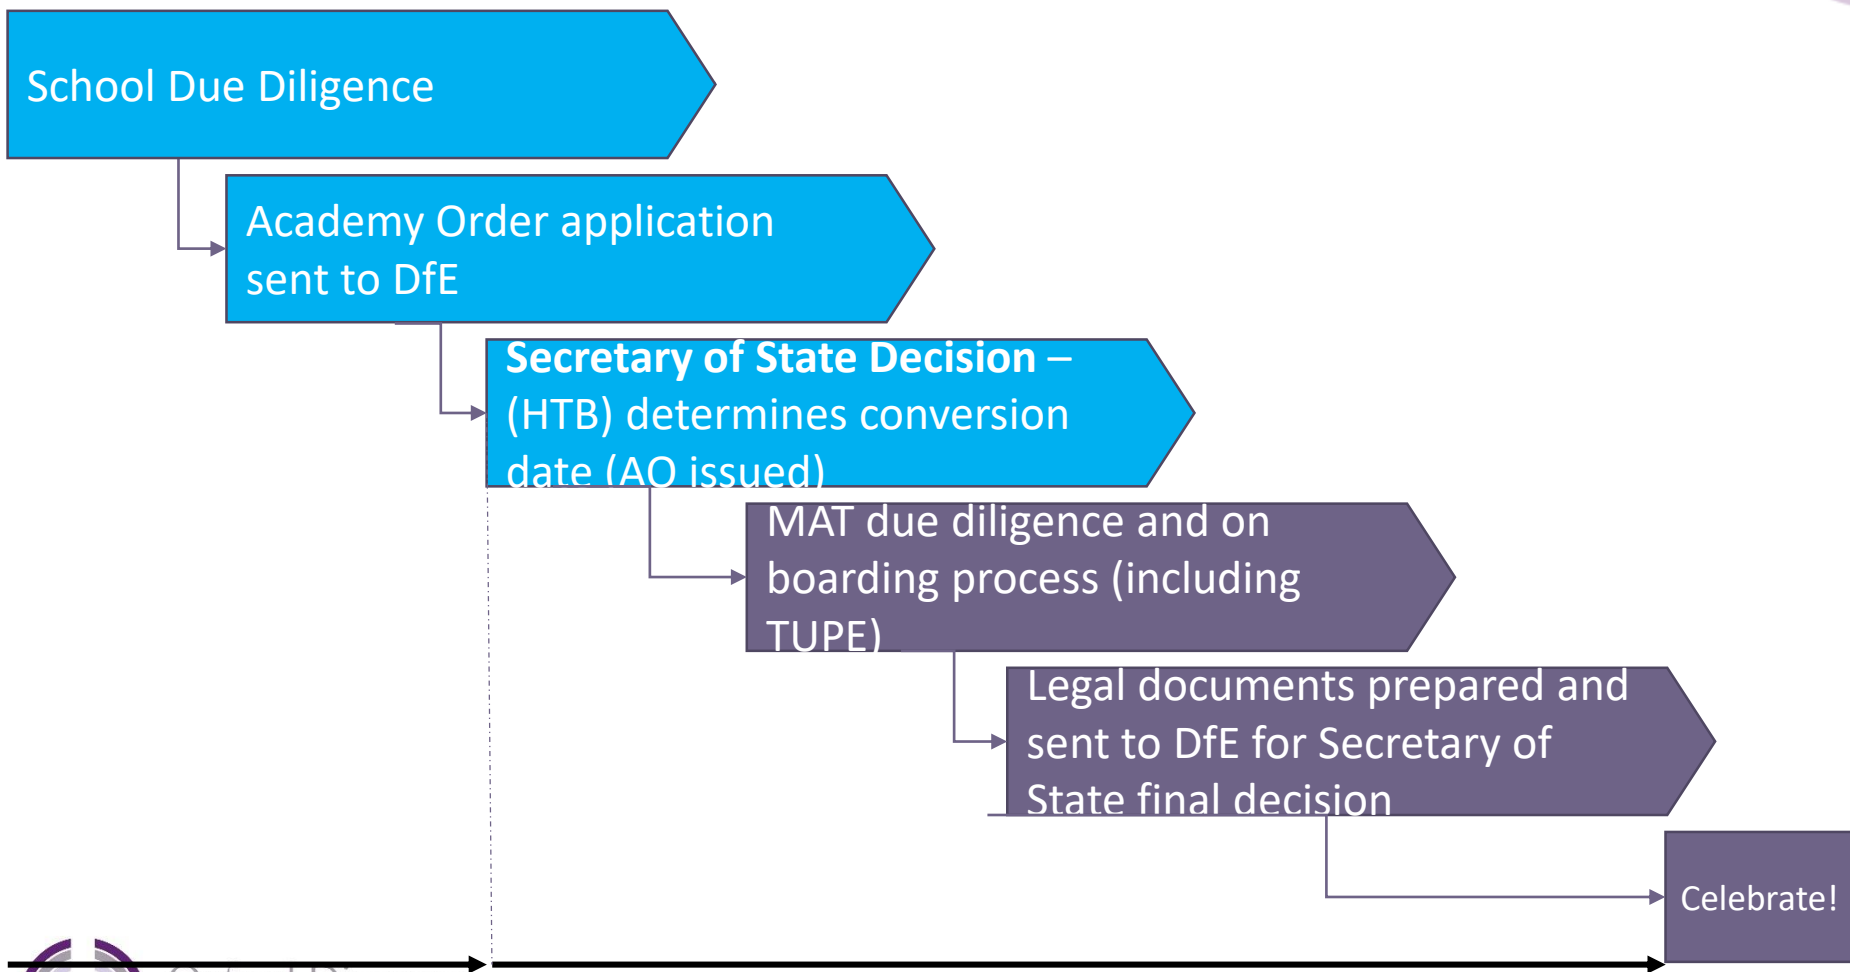 School Due Diligence
Academy Order application
sent to DfE
Secretary of State Decision –
(HTB) determines conversion
date (AO issued)
MAT due diligence and on
boarding process (including
TUPE)
Legal documents prepared and
sent to DfE for Secretary of
State final decision
Celebrate!